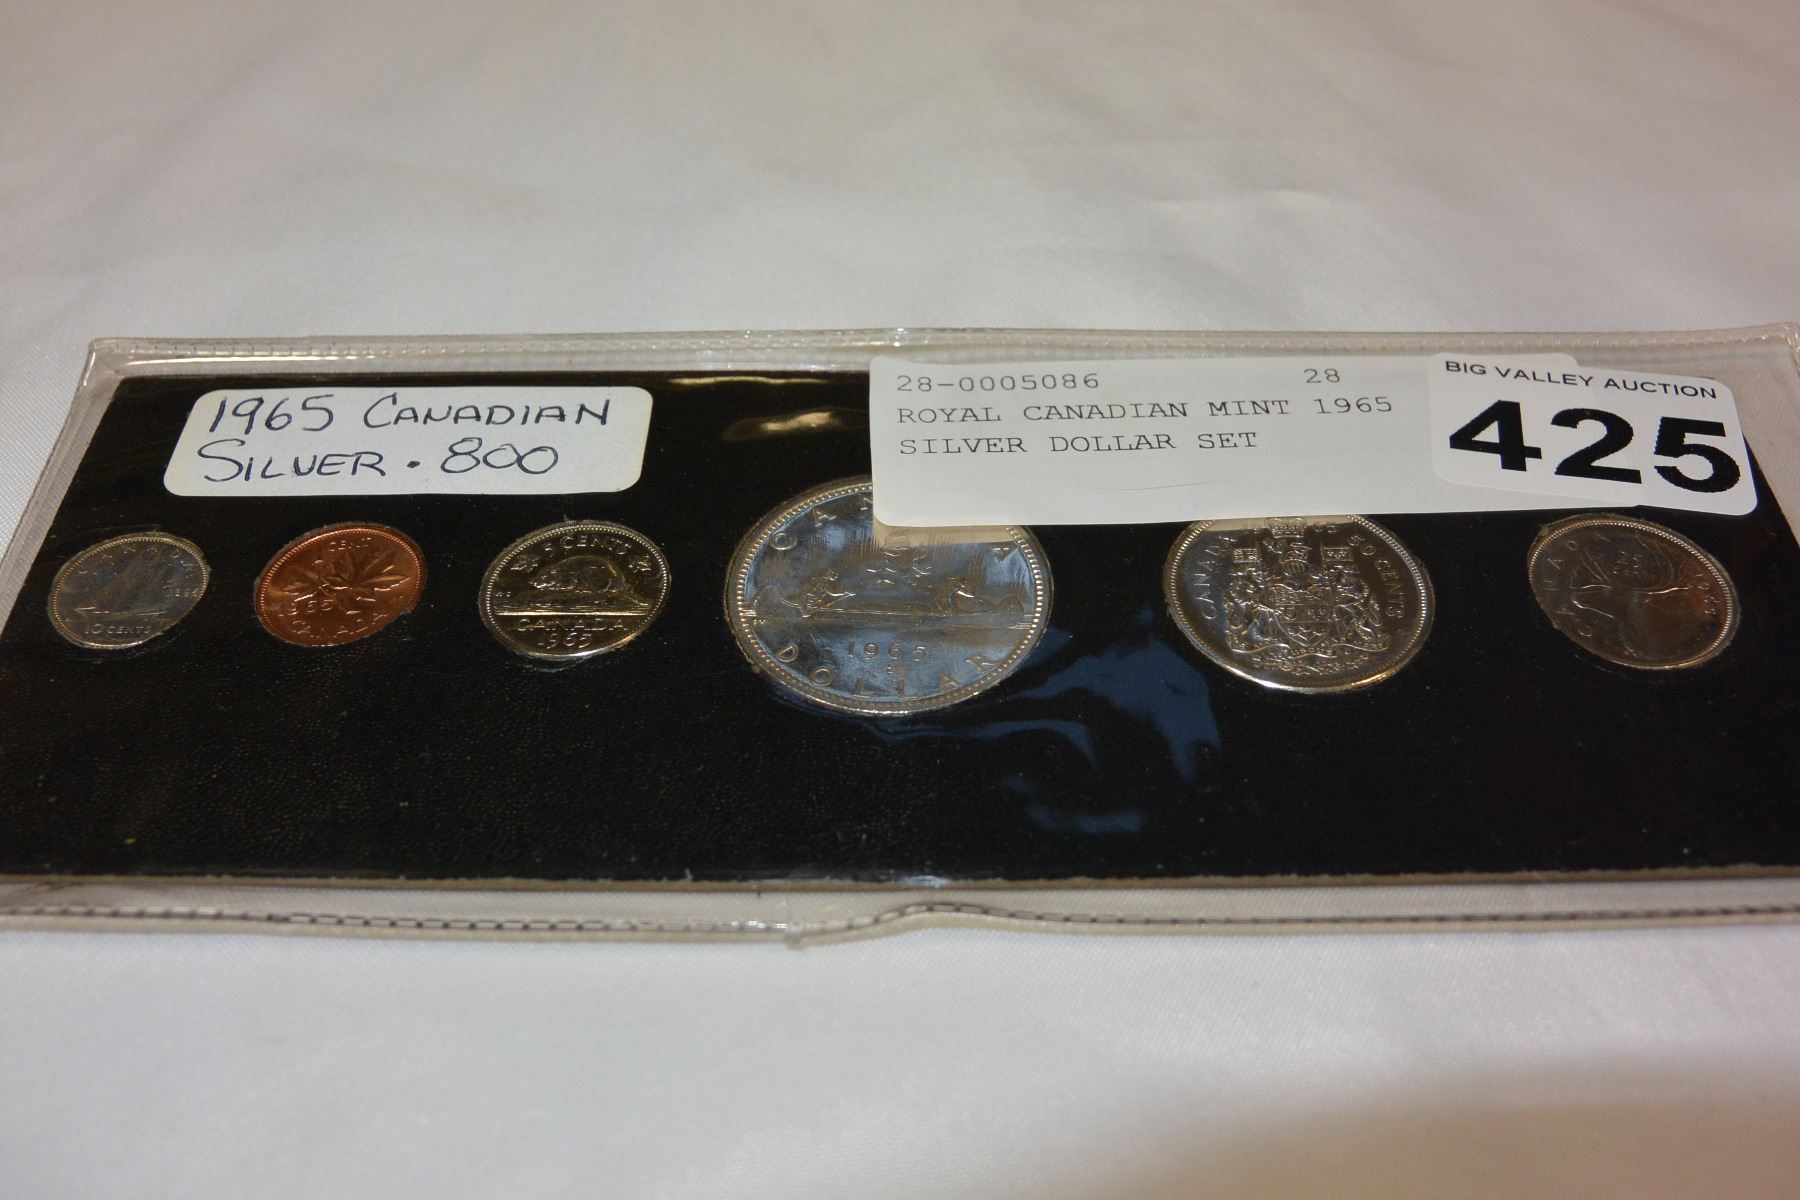 1965 CANADIAN
SILVER .800
28-0005086 28
ROYAL CANADIAN MINT 1965
SILVER DOLLAR SET
BIG VALLEY AUCTION
425
CANADA
10 CENTS
CENT
1965
CANADA
5 CENTS
CANADA
1965
CANA
1965
DOLLAR
CANADA 50 CENTS
CANADA